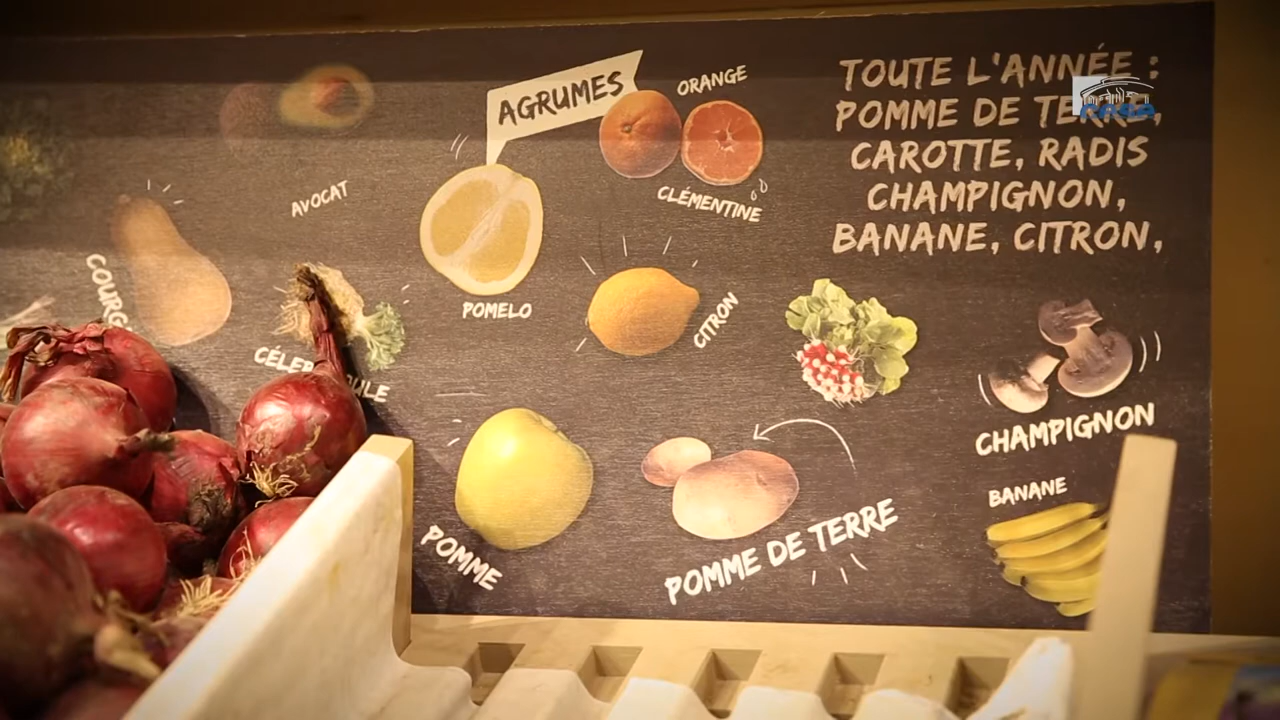 AGRUMES
ORANGE
CLÉMENTINE
AVOCAT
POMELO
CITRON
POMME
POMME DE TERRE
CHAMPIGNON
BANANE
TOUTE L'ANNÉE :
POMME DE TERRE,
CAROTTE, RADIS
CHAMPIGNON,
BANANE, CITRON,
CASA